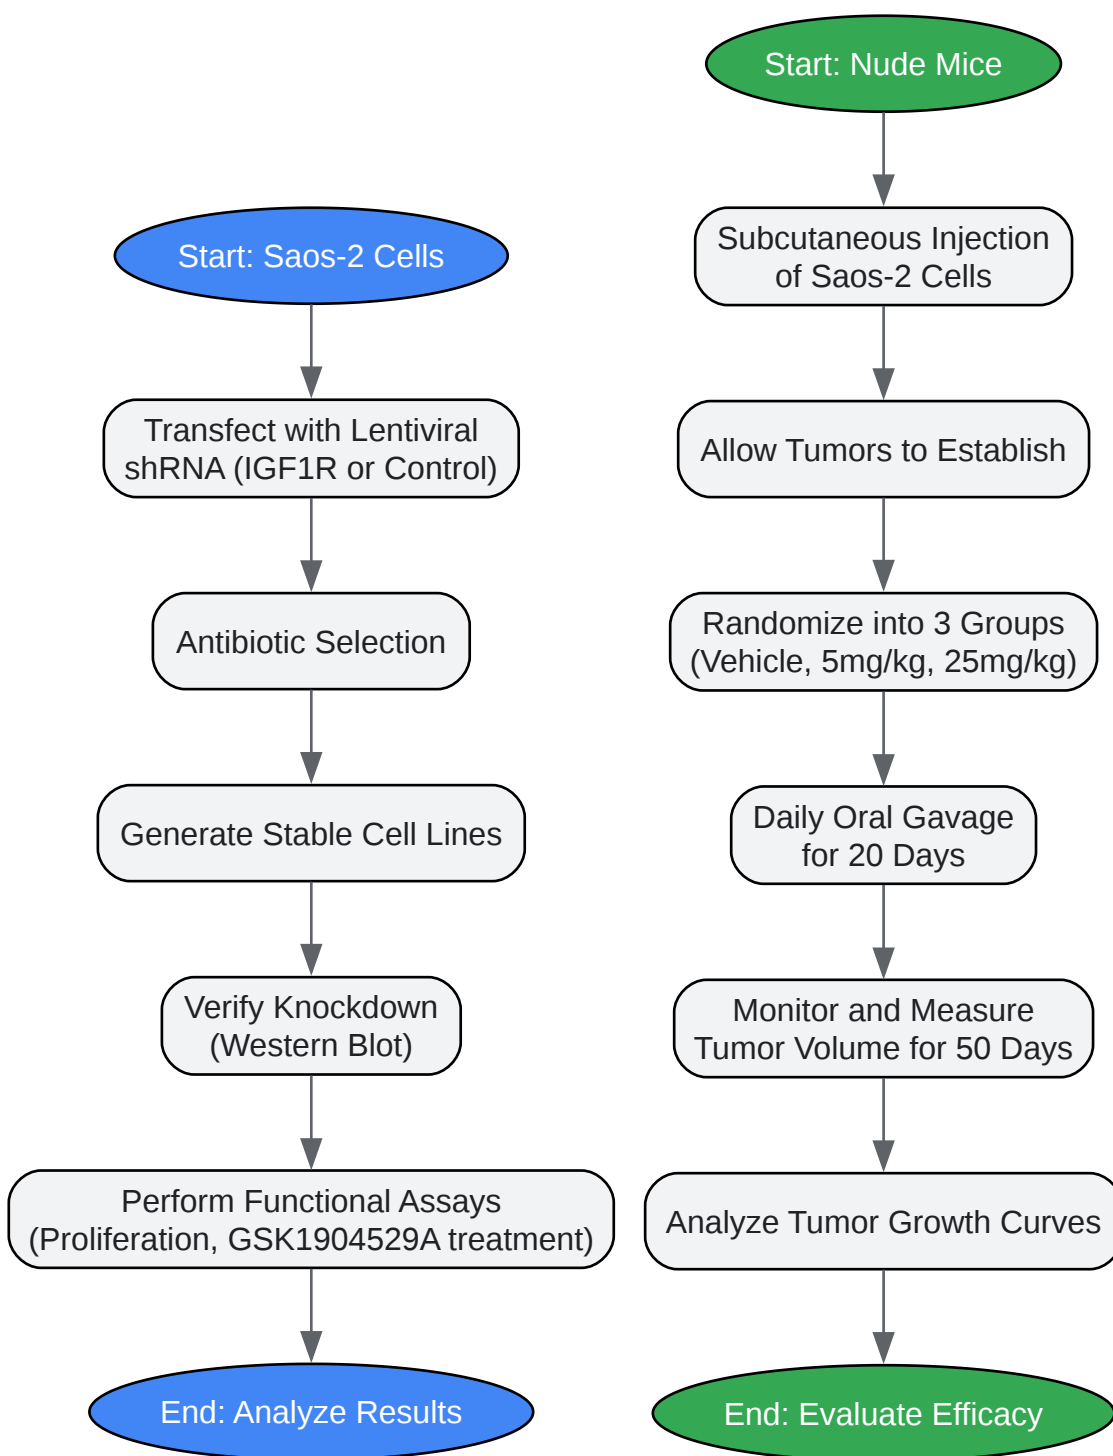 Start: Saos-2 Cells
Transfect with Lentiviral
shRNA (IGF1R or Control)
Antibiotic Selection
Generate Stable Cell Lines
Verify Knockdown
(Western Blot)
Perform Functional Assays
(Proliferation, GSK1904529A treatment)
End: Analyze Results
Start: Nude Mice
Subcutaneous Injection
of Saos-2 Cells
Allow Tumors to Establish
Randomize into 3 Groups
(Vehicle, 5mg/kg, 25mg/kg)
Daily Oral Gavage
for 20 Days
Monitor and Measure
Tumor Volume for 50 Days
Analyze Tumor Growth Curves
End: Evaluate Efficacy